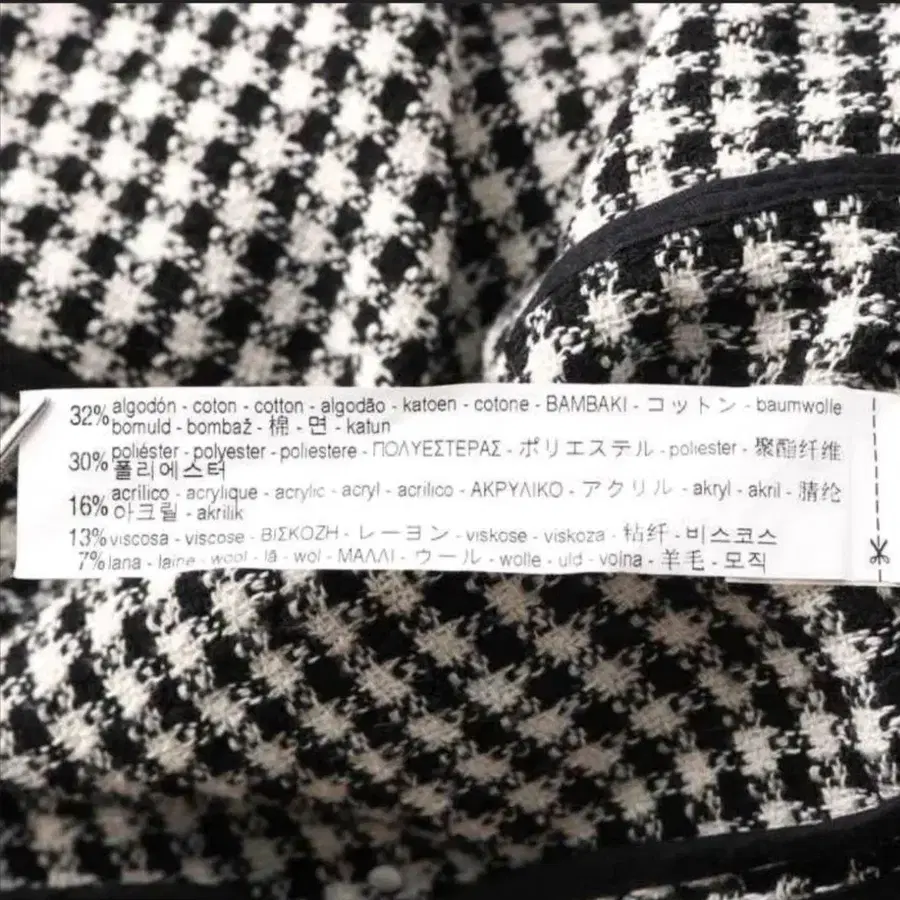 32% algodón - coton - cotton - algodão - katoen - cotone - BAMBAKI - コットン - baumwolle
bomuld - bombaž - 棉 - 면 - katun
30% poliéster - polyester - poliestere - ΠΟΛΥΕΣΤΕΡΑΣ - ポリエステル - poliester - 聚酯纤维
폴리에스터
16% acrílico - acrylique - acrylic - acryl - acrilico - ΑΚΡΥΛΙΚΟ - アクリル - akryl - akril - 腈纶
아크릴 - akrilik
13% viscosa - viscose - ΒΙΣΚΟΖΗ - レーヨン - viskose - viskoza - 粘纤 - 비스코스
7% lana - laine - wool - lã - wol - ΜΑΛΛΙ - ウール - wolle - uld - volna - 羊毛 - 모직